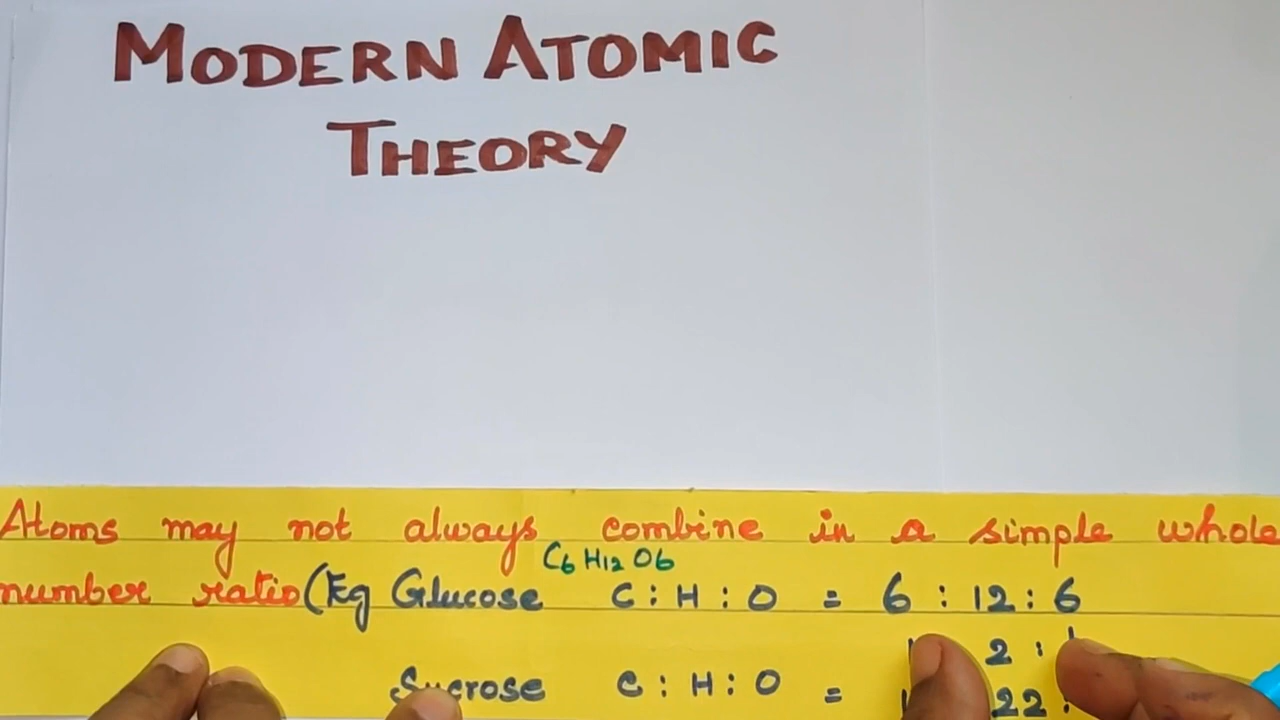 MODERN ATOMIC
THEORY
Atoms may not always combine in a simple whole
C6 H12 O6
number ratio (Eg Glucose C : H : O = 6 : 12 : 6
2 :
Sucrose C : H : O = 22 :